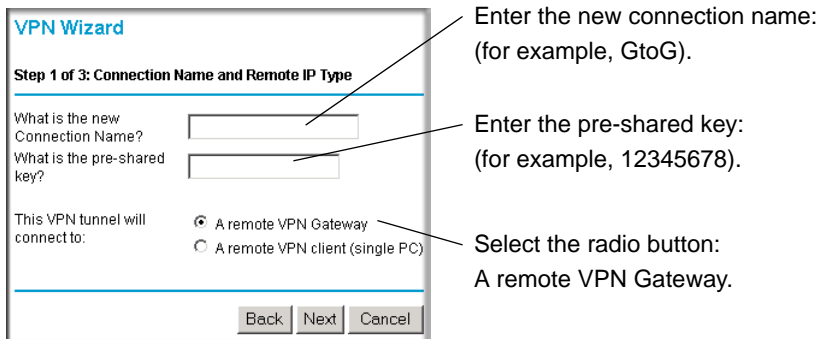 VPN Wizard
Step 1 of 3: Connection Name and Remote IP Type
What is the new
Connection Name?
What is the pre-shared
key?
This VPN tunnel will
connect to:
A remote VPN Gateway
A remote VPN client (single PC)
Back Next Cancel
Enter the new connection name:
(for example, GtoG).
Enter the pre-shared key:
(for example, 12345678).
Select the radio button:
A remote VPN Gateway.